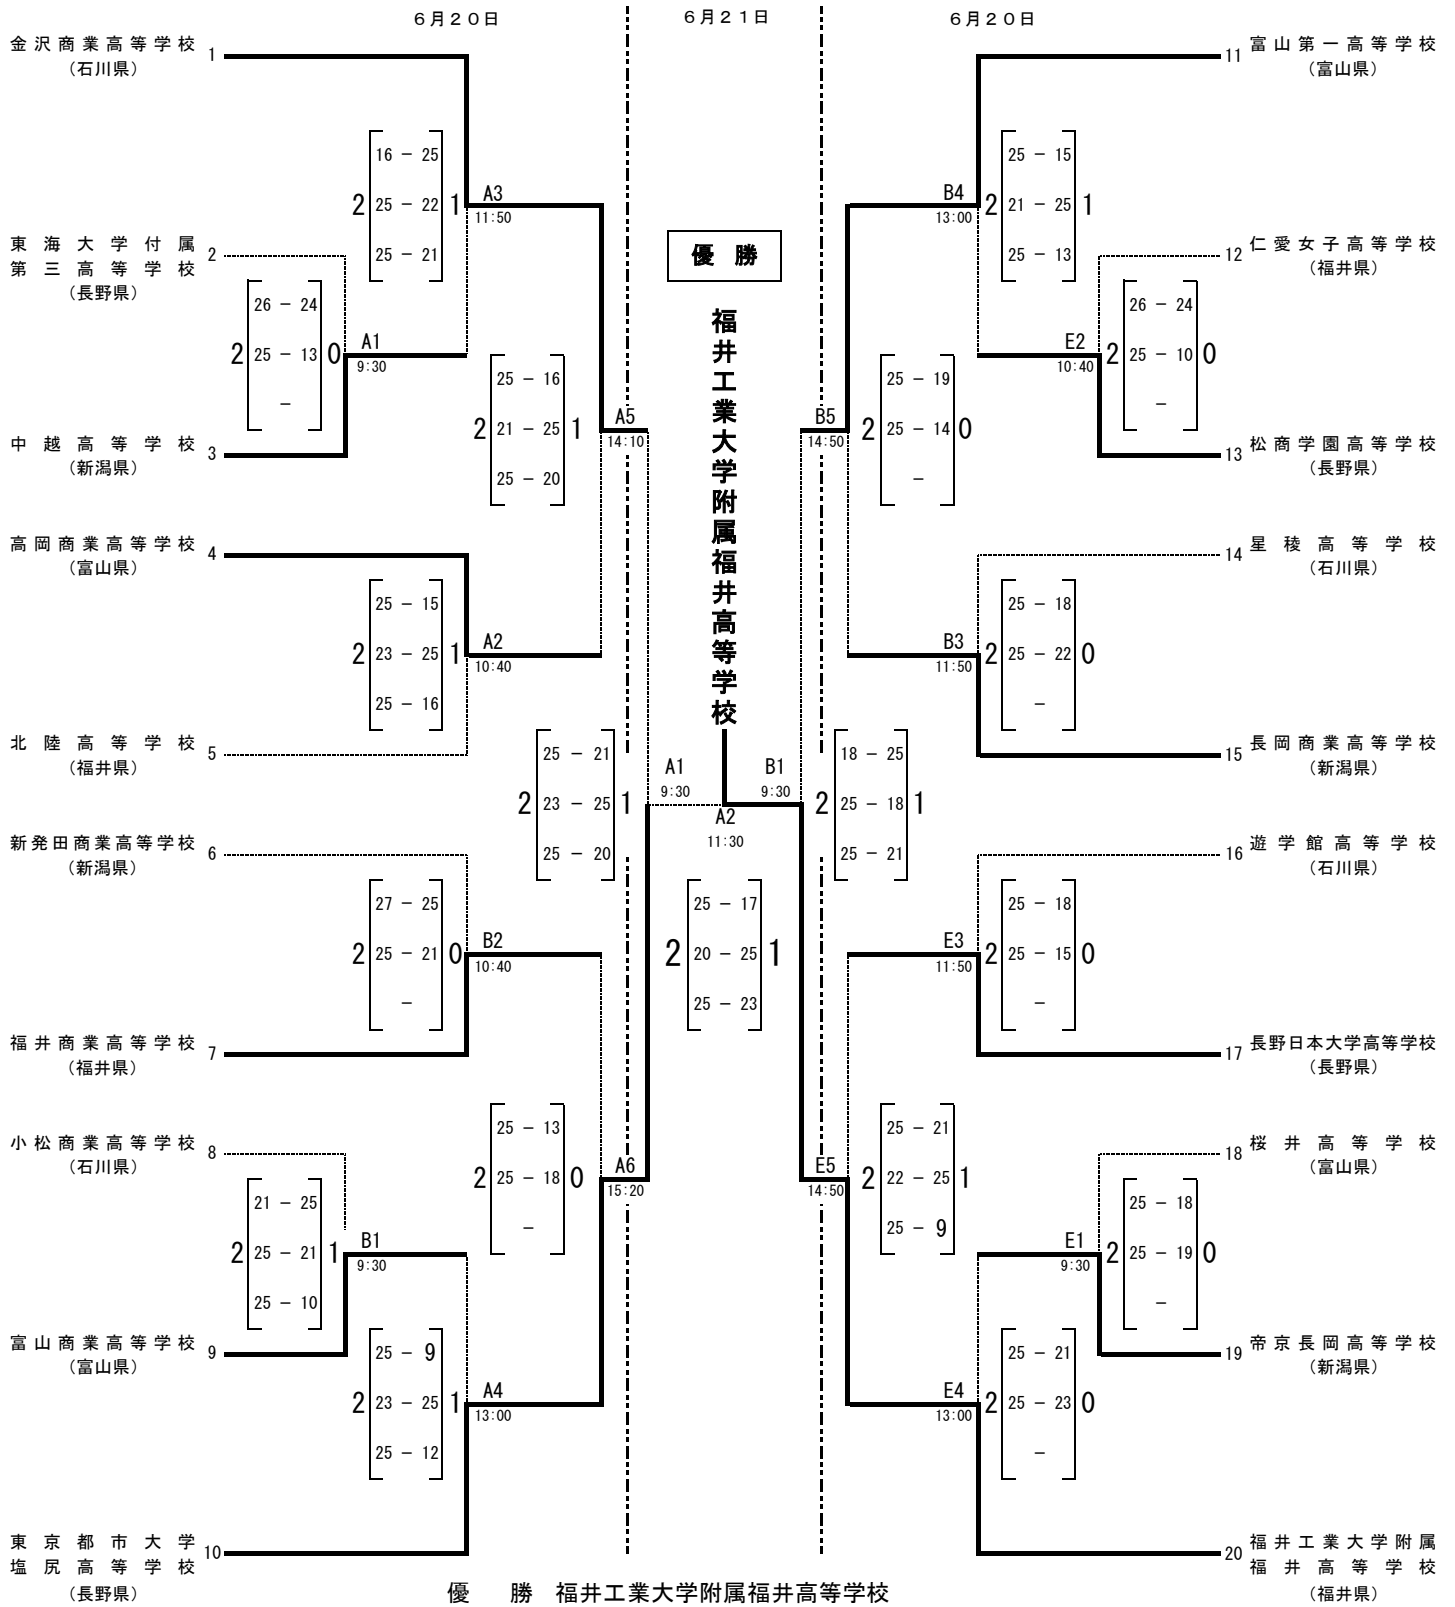 ６月２０日
６月２１日
６月２０日
金沢商業高等学校
（石川県）
1
11
富山第一高等学校
（富山県）
16 － 25
2 25 － 22 1
25 － 21
A3
11:50
B4
13:00
25 － 15
2 21 － 25 1
25 － 13
優　勝
福井工業大学附属福井高等学校
東海大学付属
第三高等学校
（長野県）
2
12
仁愛女子高等学校
（福井県）
26 － 24
2 25 － 13 0
－
A1
9:30
E2
10:40
26 － 24
2 25 － 10 0
－
中越高等学校
（新潟県）
3
13
松商学園高等学校
（長野県）
25 － 16
2 21 － 25 1
25 － 20
A5
14:10
B5
14:50
25 － 19
2 25 － 14 0
－
高岡商業高等学校
（富山県）
4
14
星稜高等学校
（石川県）
25 － 15
2 23 － 25 1
25 － 16
A2
10:40
B3
11:50
25 － 18
2 25 － 22 0
－
北陸高等学校
（福井県）
5
15
長岡商業高等学校
（新潟県）
25 － 21
2 23 － 25 1
25 － 20
A1
9:30
B1
9:30
A2
11:30
18 － 25
2 25 － 18 1
25 － 21
新発田商業高等学校
（新潟県）
6
16
遊学館高等学校
（石川県）
27 － 25
2 25 － 21 0
－
B2
10:40
25 － 17
2 20 － 25 1
25 － 23
E3
11:50
25 － 18
2 25 － 15 0
－
福井商業高等学校
（福井県）
7
17
長野日本大学高等学校
（長野県）
25 － 13
2 25 － 18 0
－
A6
15:20
E5
14:50
25 － 21
2 22 － 25 1
25 － 9
小松商業高等学校
（石川県）
8
18
桜井高等学校
（富山県）
21 － 25
2 25 － 21 1
25 － 10
B1
9:30
E1
9:30
25 － 18
2 25 － 19 0
－
富山商業高等学校
（富山県）
9
19
帝京長岡高等学校
（新潟県）
25 － 9
2 23 － 25 1
25 － 12
A4
13:00
E4
13:00
25 － 21
2 25 － 23 0
－
東京都市大学
塩尻高等学校
（長野県）
10
20
福井工業大学附属
福井高等学校
（福井県）
優　勝　福井工業大学附属福井高等学校